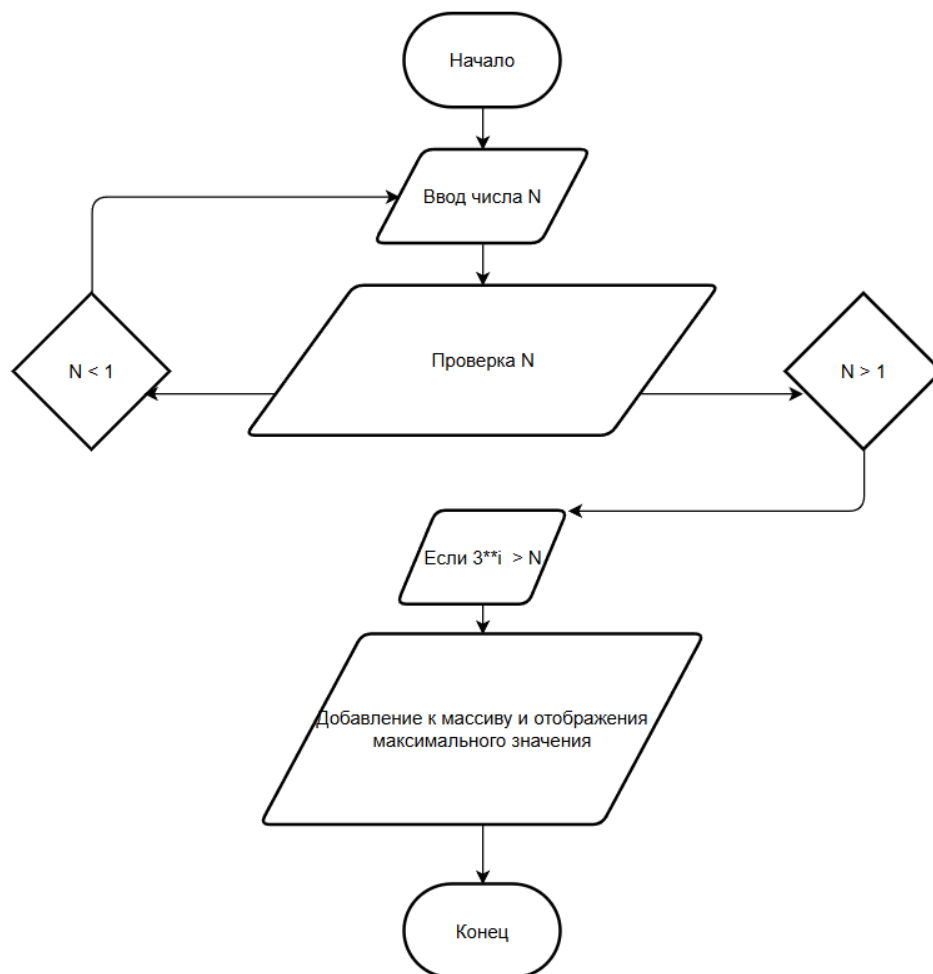 Начало
Ввод числа N
Проверка N
N < 1
N > 1
Если 3**i > N
Добавление к массиву и отображения
максимального значения
Конец